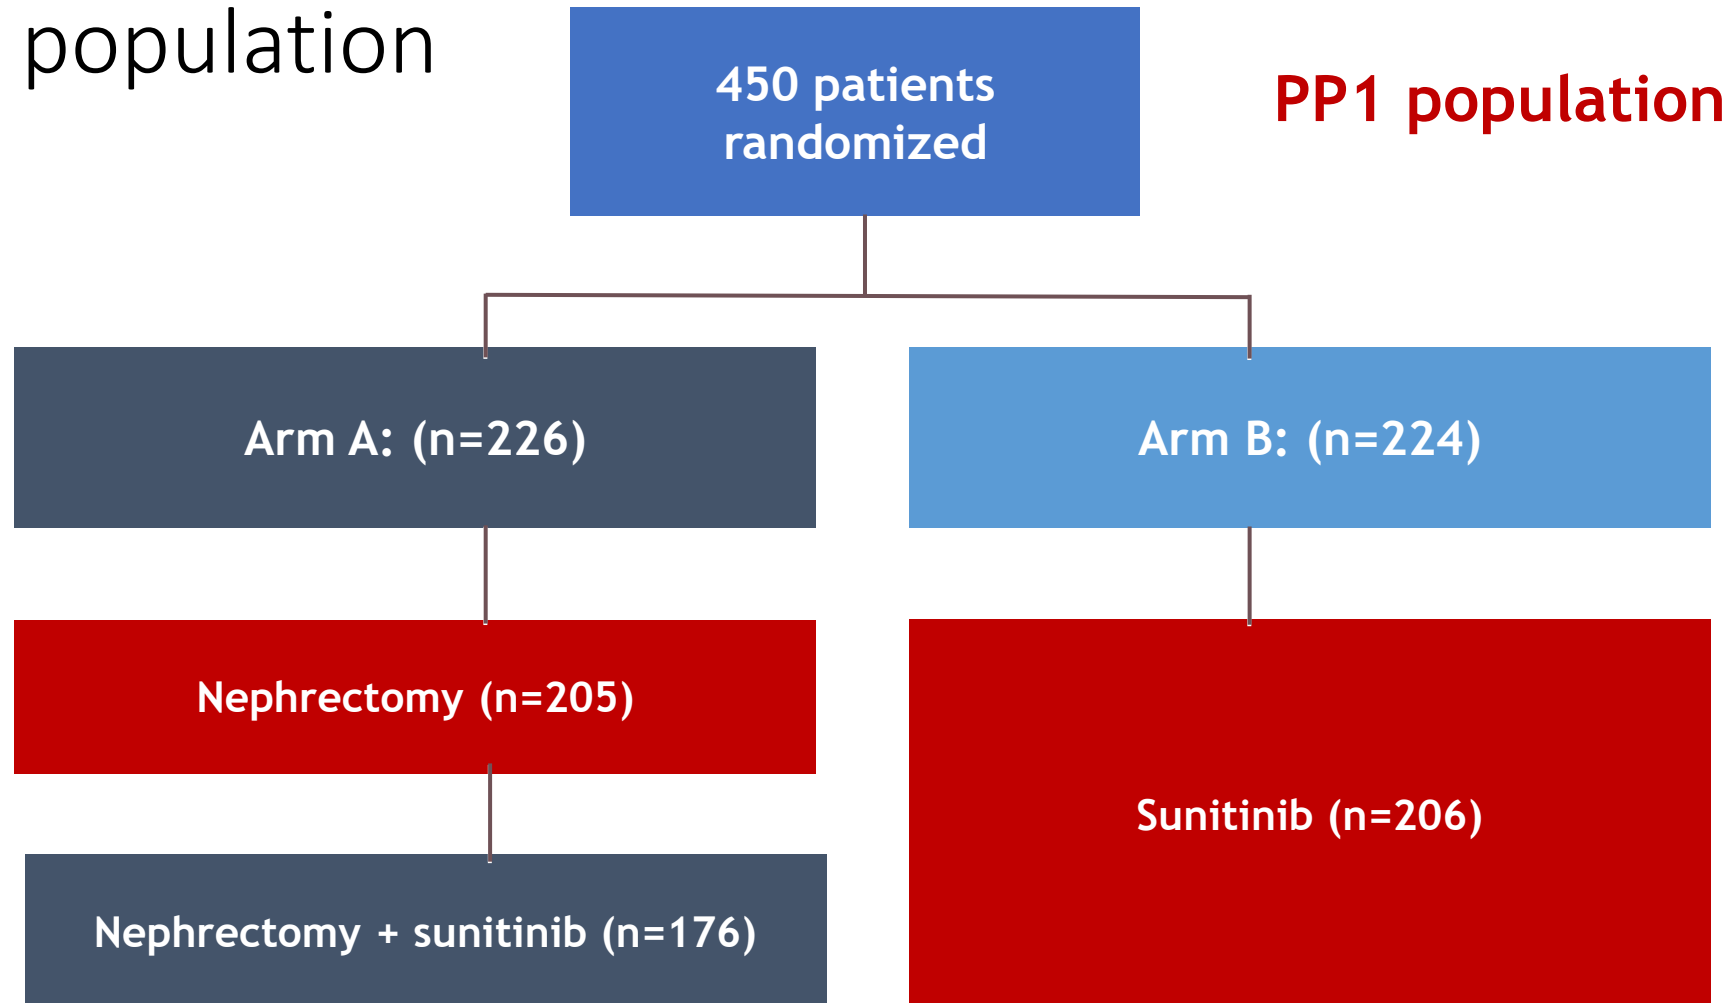 population
450 patients
randomized
PP1 population
Arm A: (n=226)
Arm B: (n=224)
Nephrectomy (n=205)
Sunitinib (n=206)
Nephrectomy + sunitinib (n=176)